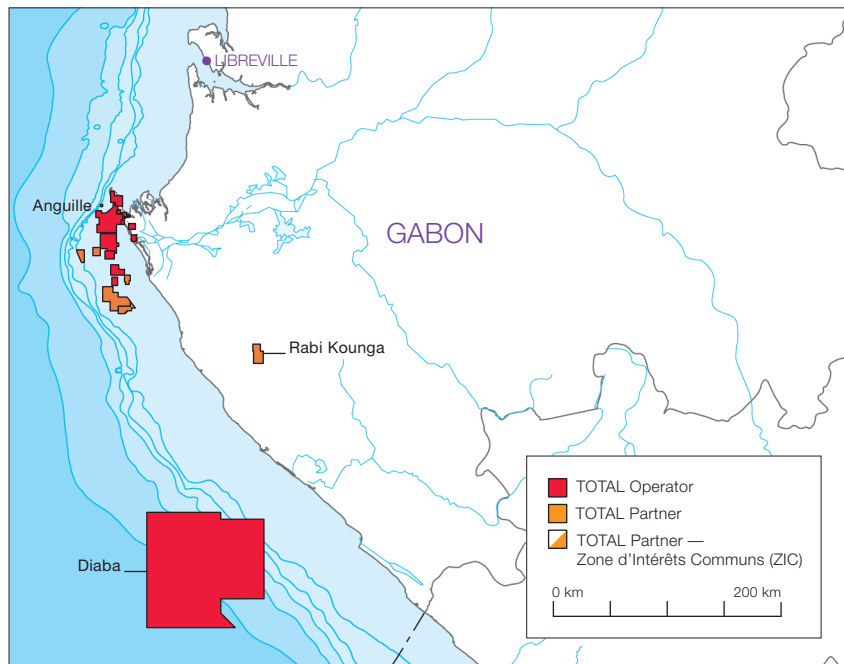 LIBREVILLE
Anguille
GABON
Rabi Kounga
Diaba
TOTAL Operator
TOTAL Partner
TOTAL Partner —
Zone d'Intérêts Communs (ZIC)
0 km 200 km